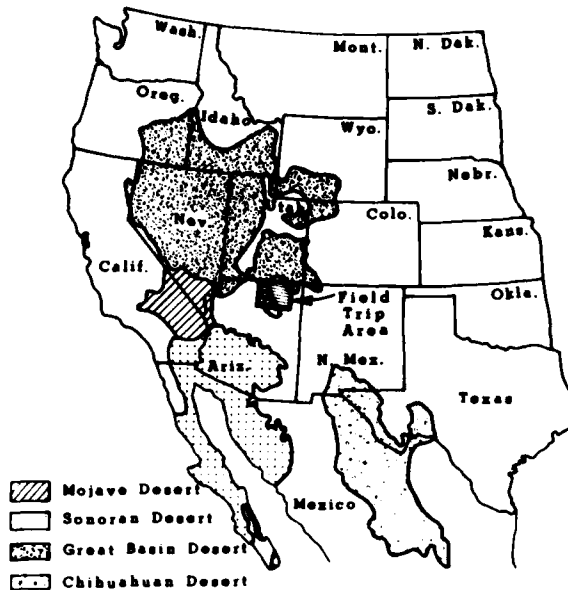 Wash.
Mont.
N. Dak.
Oreg.
Idaho
S. Dak.
Wyo.
Nebr.
Nev.
Utah
Colo.
Kans.
Calif.
Okla.
Field
Trip
Area
Ariz.
N. Mex.
Texas
Mexico
Mojave Desert
Sonoran Desert
Great Basin Desert
Chihuahuan Desert